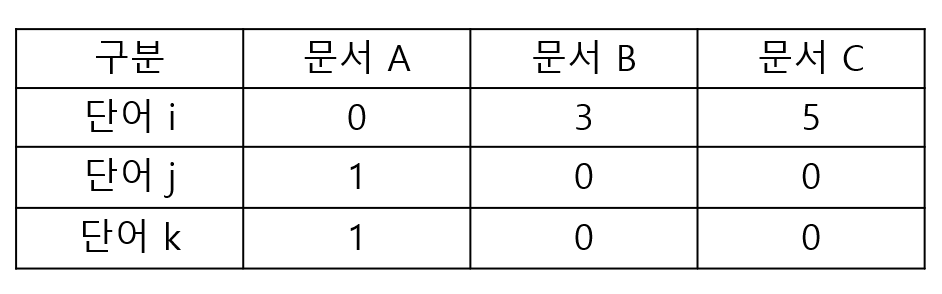 구분 문서 A 문서 B 문서 C
단어 i 0 3 5
단어 j 1 0 0
단어 k 1 0 0